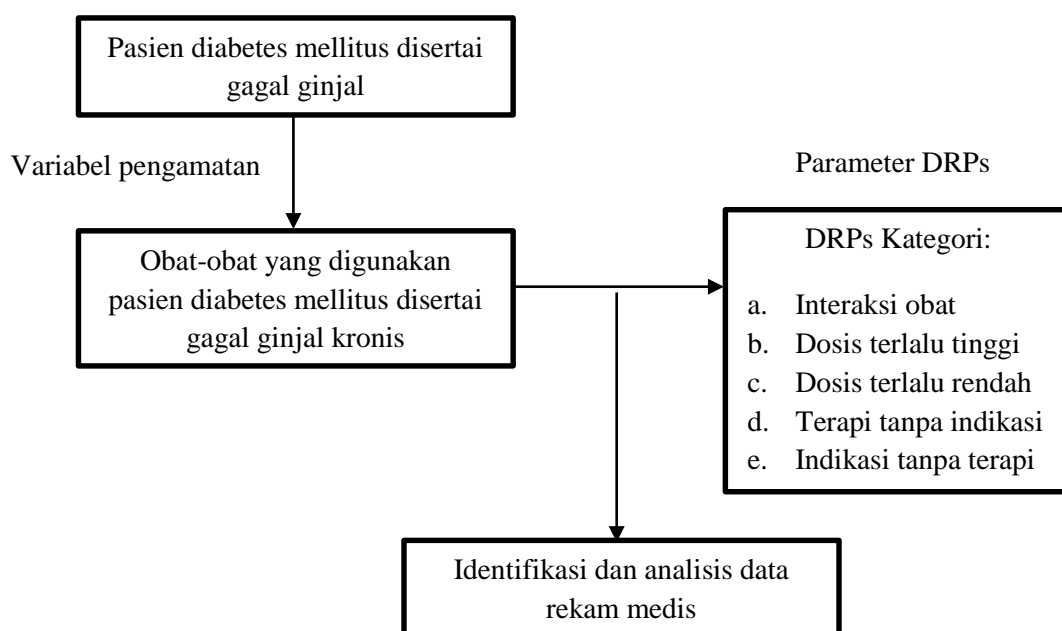 Pasien diabetes mellitus disertai
gagal ginjal
Variabel pengamatan
Parameter DRPs
Obat-obat yang digunakan
pasien diabetes mellitus disertai
gagal ginjal kronis
DRPs Kategori:
a. Interaksi obat
b. Dosis terlalu tinggi
c. Dosis terlalu rendah
d. Terapi tanpa indikasi
e. Indikasi tanpa terapi
Identifikasi dan analisis data
rekam medis